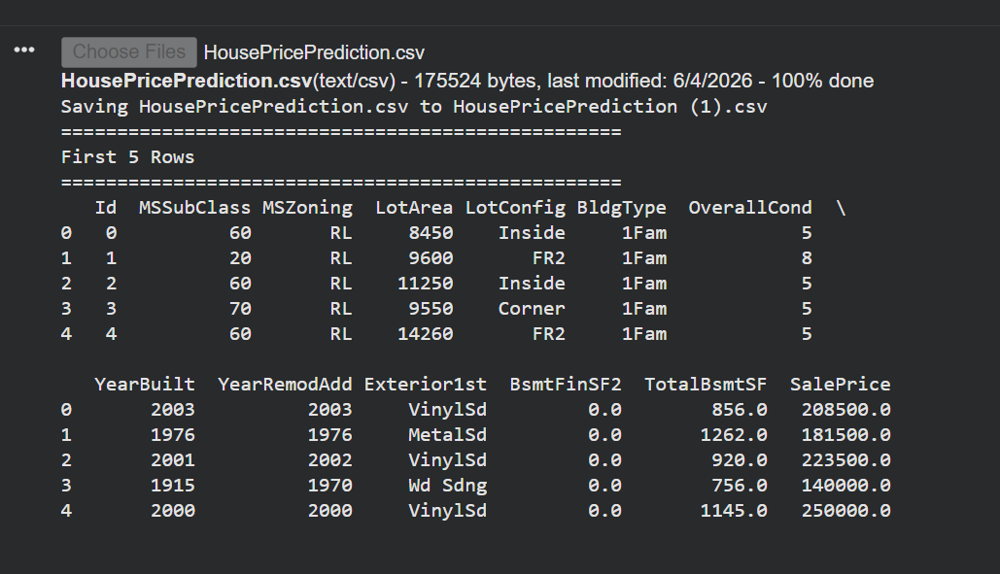 Choose Files HousePricePrediction.csv
HousePricePrediction.csv(text/csv) - 175524 bytes, last modified: 6/4/2026 - 100% done
Saving HousePricePrediction.csv to HousePricePrediction (1).csv
==================================================
First 5 Rows
==================================================
   Id  MSSubClass MSZoning  LotArea LotConfig BldgType  OverallCond  \
0   0          60       RL     8450    Inside     1Fam            5
1   1          20       RL     9600       FR2     1Fam            8
2   2          60       RL    11250    Inside     1Fam            5
3   3          70       RL     9550    Corner     1Fam            5
4   4          60       RL    14260       FR2     1Fam            5
   YearBuilt  YearRemodAdd Exterior1st  BsmtFinSF2  TotalBsmtSF  SalePrice
0       2003          2003     VinylSd         0.0        856.0   208500.0
1       1976          1976     MetalSd         0.0       1262.0   181500.0
2       2001          2002     VinylSd         0.0        920.0   223500.0
3       1915          1970     Wd Sdng         0.0        756.0   140000.0
4       2000          2000     VinylSd         0.0       1145.0   250000.0